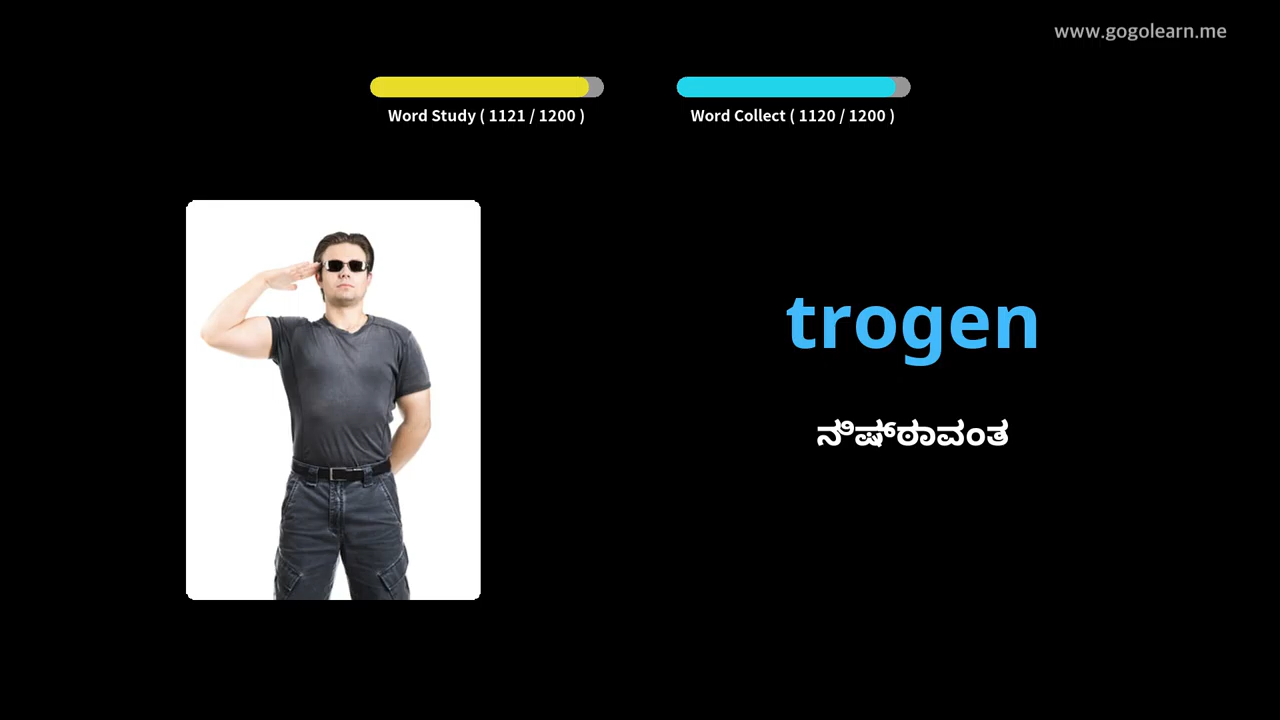 www.gogolearn.me
Word Study ( 1121 / 1200 )
Word Collect ( 1120 / 1200 )
trogen
ನಿಷ್ಠಾವಂತ